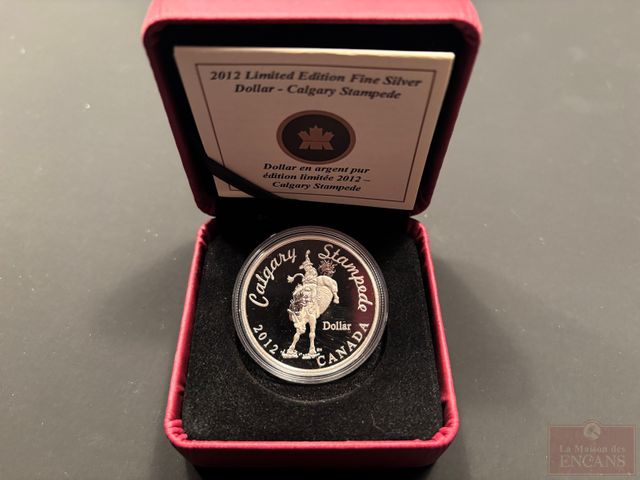 2012 Limited Edition Fine Silver
Dollar - Calgary Stampede
Dollar en argent pur
édition limitée 2012 –
Calgary Stampede
Calgary Stampede
Dollar
2012 CANADA
La Maison des
ENCANS